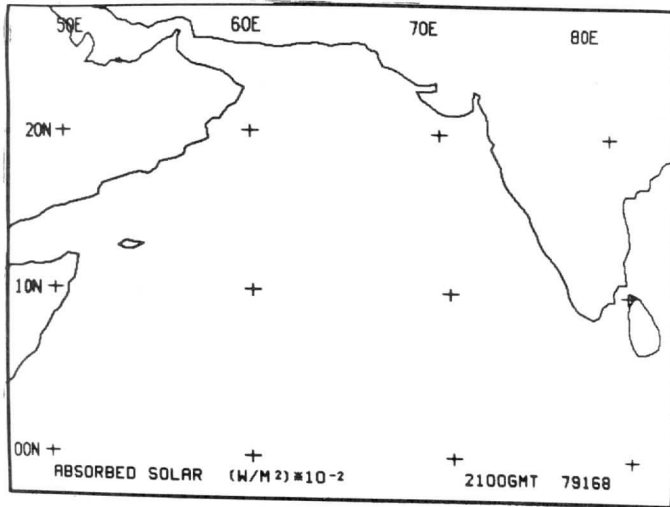 50E 60E 70E 80E
20N
10N
00N
ABSORBED SOLAR (W/M²)*10⁻² 2100GMT 79168